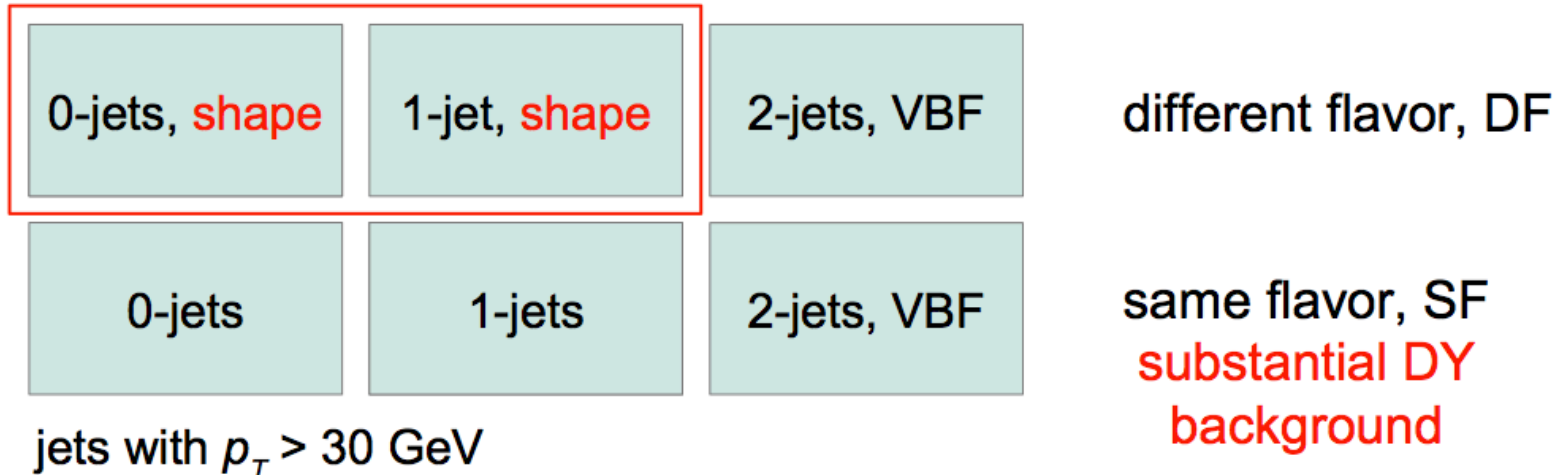 0-jets, shape
1-jet, shape
2-jets, VBF
different flavor, DF
0-jets
1-jets
2-jets, VBF
same flavor, SF
substantial DY
background
jets with p_T > 30 GeV